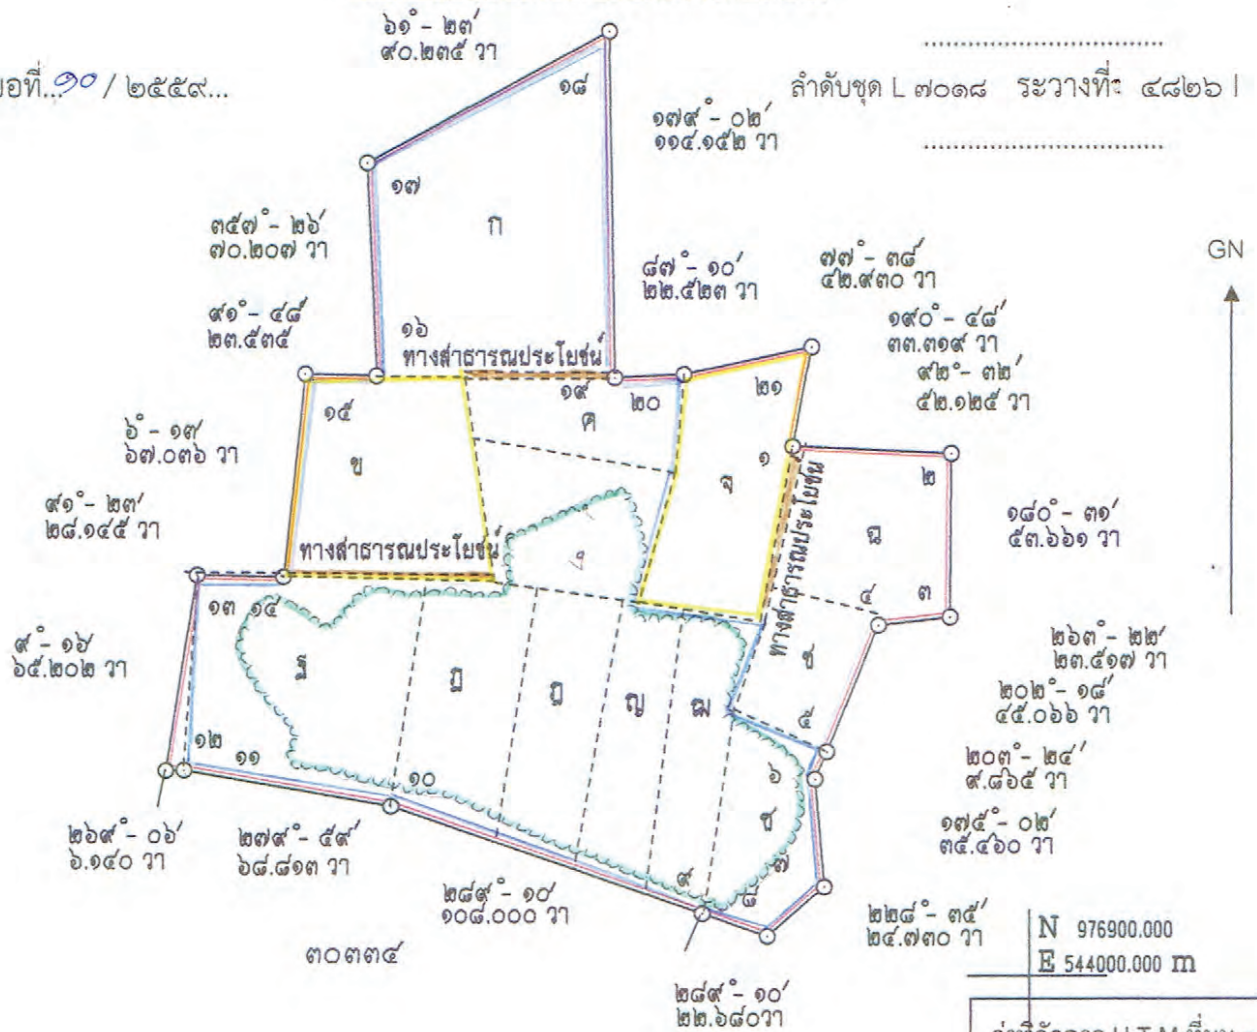 ๖๑° - ๒๓′
๙๐.๒๓๕ วา
อที่...๑๐ / ๒๕๕๙...
ลำดับชุด L ๗๐๑๘ ระวางที่ ๔๘๒๖ I
๑๘
๑๗๙° - ๐๒′
๑๑๔.๑๕๒ วา
๑๗
ก
๓๕๗° - ๒๖′
๗๐.๒๐๗ วา
๘๗° - ๑๐′
๒๒.๕๒๓ วา
๗๗° - ๓๘′
๔๒.๙๓๐ วา
GN
๙๑° - ๔๘′
๒๓.๕๓๕
๑๖
ทางสาธารณประโยชน์
๑๙๐° - ๔๘′
๓๓.๓๑๙ วา
๙๒° - ๓๒′
๕๒.๑๒๕ วา
๑๙
๒๐
๒๑
๑๕
ค
๖° - ๑๙′
๖๗.๐๓๖ วา
ข
๑
๒
จ
๙๑° - ๒๓′
๒๘.๑๔๕ วา
ทางสาธารณประโยชน์
ทางสาธารณประโยชน์
ฉ
๑๘๐° - ๓๑′
๕๓.๖๖๑ วา
ง
๑๓ ๑๔
๔
๓
๙° - ๑๖′
๖๕.๒๐๒ วา
๒๖๓° - ๒๒′
๒๓.๕๑๗ วา
ญ
ฒ
๕
๒๐๒° - ๑๘′
๔๕.๐๖๖ วา
๑๒
๑๑
๑๐
๖
๒๐๓° - ๒๔′
๙.๘๖๕ วา
๒๖๙° - ๐๖′
๖.๑๔๐ วา
๒๗๙° - ๕๙′
๖๘.๘๑๓ วา
๑๗๕° - ๐๒′
๓๕.๔๖๐ วา
๗
๘
๙
๒๘๙° - ๑๐′
๑๐๘.๐๐๐ วา
๒๒๘° - ๓๕′
๒๔.๗๓๐ วา
N 976900.000
E 544000.000 m
๓๐๓๓๔
๒๘๙° - ๑๐′
๒๒.๖๘๐วา